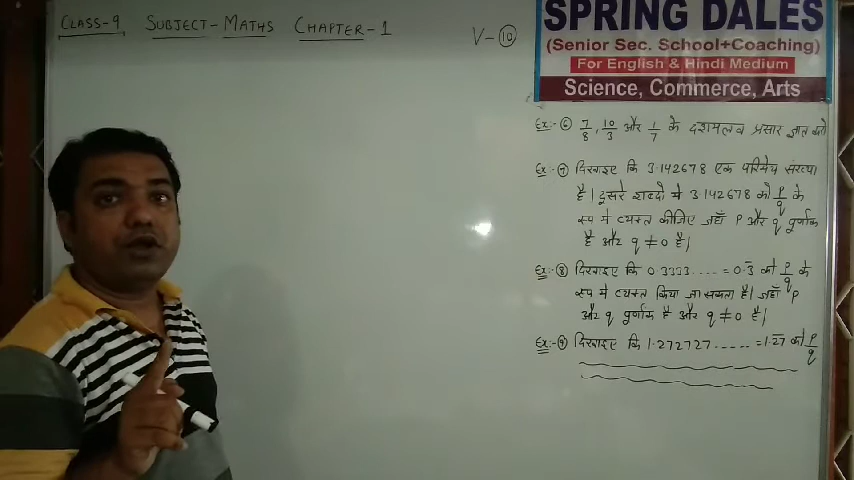 CLASS-9 SUBJECT-MATHS CHAPTER-1
V-10
SPRING DALES
(Senior Sec. School+Coaching)
For English & Hindi Medium
Science, Commerce, Arts
Ex:-6 7/8, 10/3 और 1/7 के दशमलव प्रसार ज्ञात करो
Ex:-7 दिखाइए कि 3.142678 एक परिमेय संख्या
है। दूसरे शब्दो मे 3.142678 को p/q के
रूप मे व्यक्त कीजिए जहाँ P और q पूर्णांक
है और q ≠ 0 है।
Ex:-8 दिखाइए कि 0.3333.... = 0.3̅ को p/q के
रूप मे व्यक्त किया जा सकता है। जहाँ P
और q पूर्णांक है और q ≠ 0 है।
Ex:-9 दिखाइए कि 1.272727..... = 1.2̅7̅ को p/q